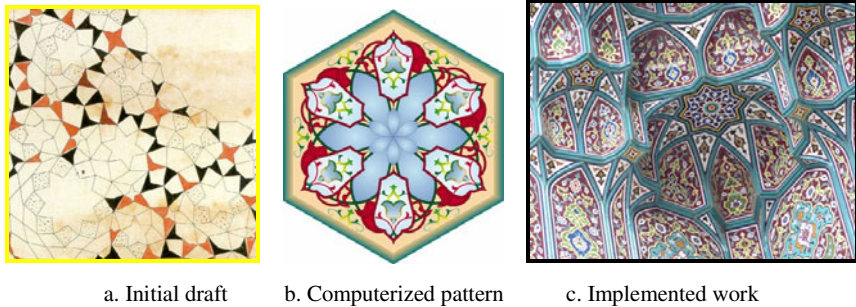 a. Initial draft b. Computerized pattern c. Implemented work